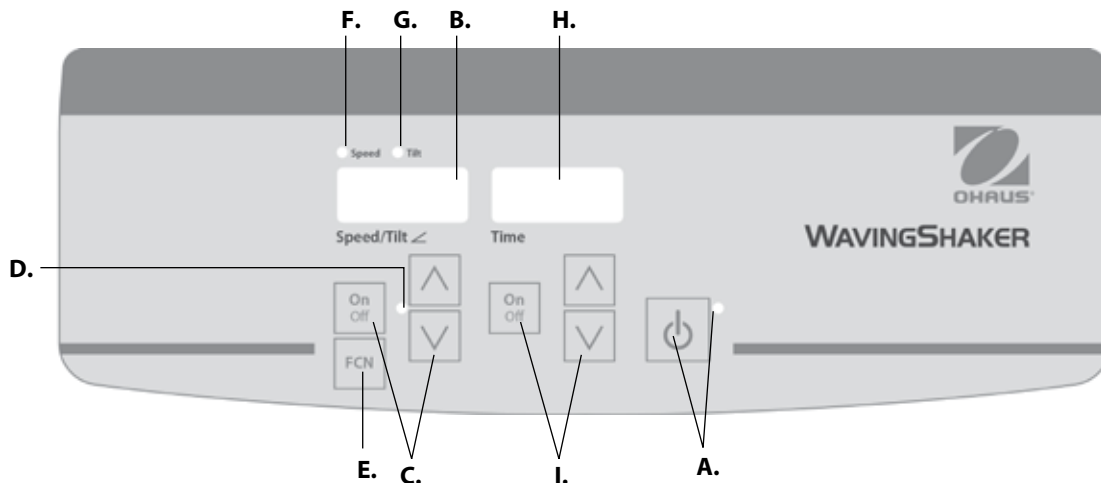 F. G. B. H.
Speed Tilt
OHAUS
Speed/Tilt Time
WAVINGSHAKER
D.
On
Off
On
Off
FCN
E. C. I. A.